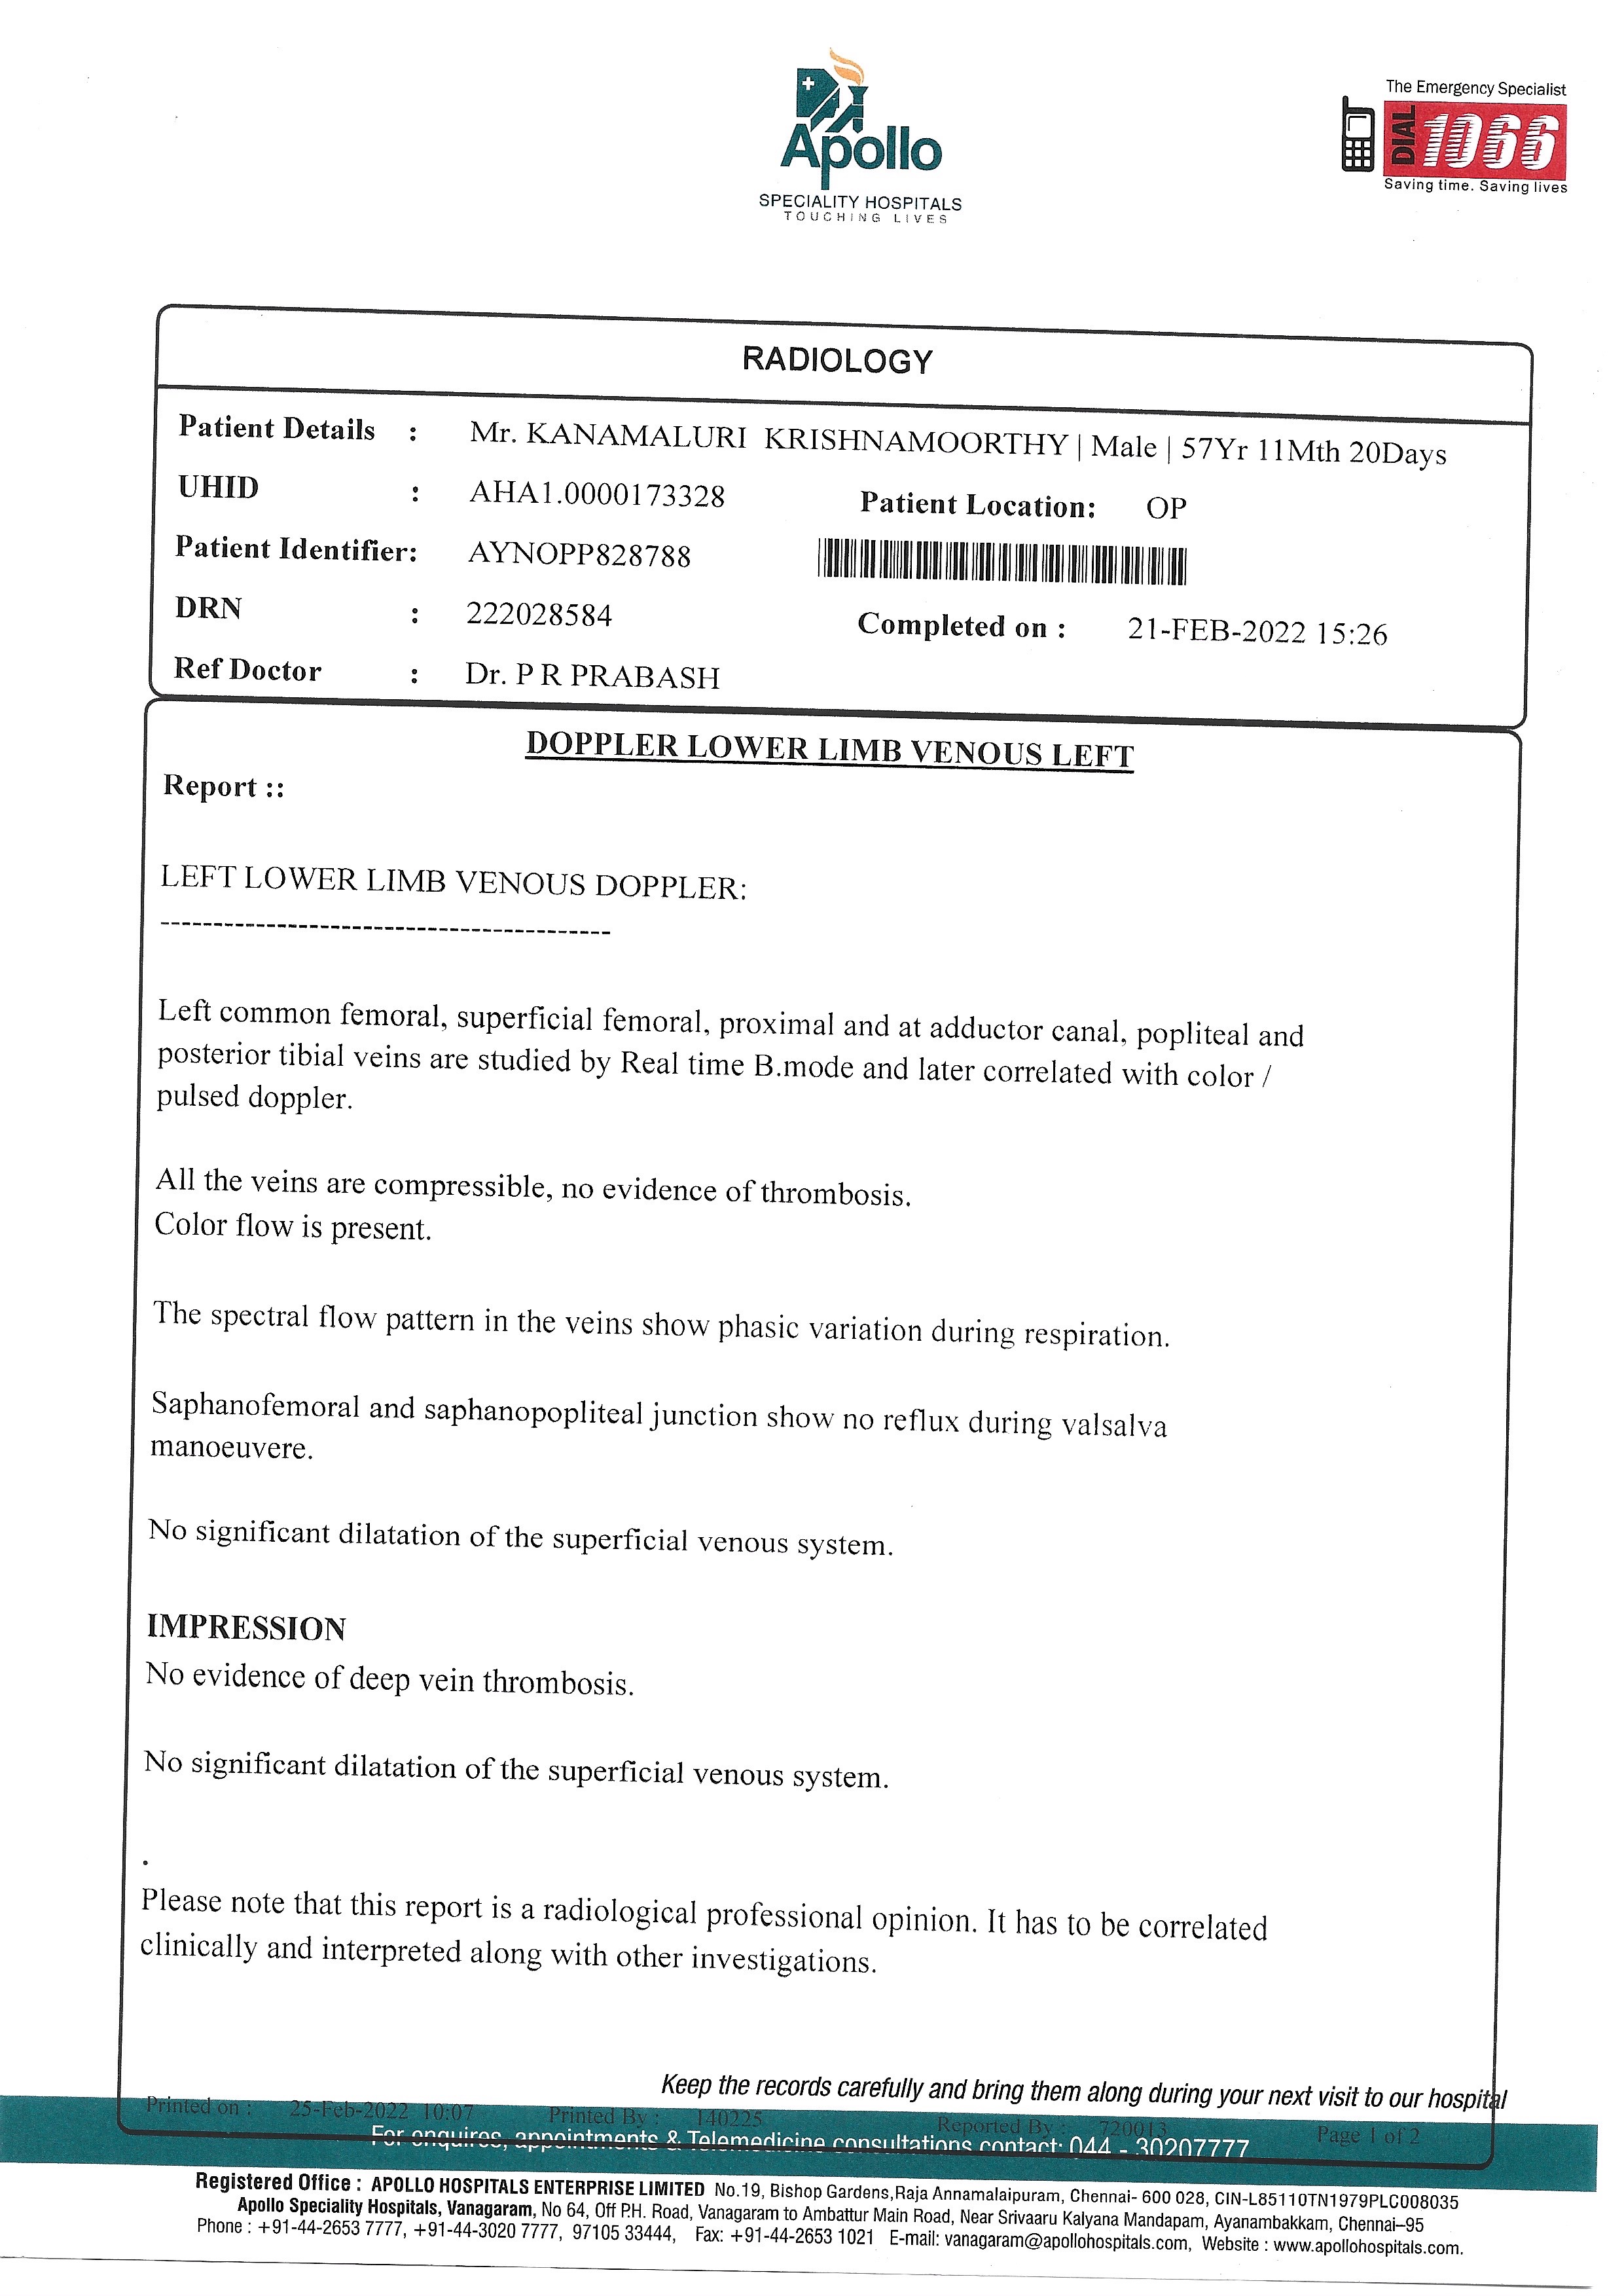 Apollo
SPECIALITY HOSPITALS
TOUCHING LIVES
The Emergency Specialist
DIAL 1066
Saving time. Saving lives
RADIOLOGY
Patient Details : Mr. KANAMALURI KRISHNAMOORTHY | Male | 57Yr 11Mth 20Days
UHID : AHA1.0000173328 Patient Location: OP
Patient Identifier: AYNOPP828788
DRN : 222028584 Completed on : 21-FEB-2022 15:26
Ref Doctor : Dr. P R PRABASH
DOPPLER LOWER LIMB VENOUS LEFT
Report ::
LEFT LOWER LIMB VENOUS DOPPLER:
-------------------------------------------
Left common femoral, superficial femoral, proximal and at adductor canal, popliteal and
posterior tibial veins are studied by Real time B.mode and later correlated with color /
pulsed doppler.
All the veins are compressible, no evidence of thrombosis.
Color flow is present.
The spectral flow pattern in the veins show phasic variation during respiration.
Saphanofemoral and saphanopopliteal junction show no reflux during valsalva
manoeuvere.
No significant dilatation of the superficial venous system.
IMPRESSION
No evidence of deep vein thrombosis.
No significant dilatation of the superficial venous system.
.
Please note that this report is a radiological professional opinion. It has to be correlated
clinically and interpreted along with other investigations.
Keep the records carefully and bring them along during your next visit to our hospital
Printed on : 25-Feb-2022 10:07 Printed By : 140225 Reported By : 720013 Page 1 of 2
For enquires, appointments & Telemedicine consultations contact: 044 - 30207777
Registered Office : APOLLO HOSPITALS ENTERPRISE LIMITED No.19, Bishop Gardens,Raja Annamalaipuram, Chennai- 600 028, CIN-L85110TN1979PLC008035
Apollo Speciality Hospitals, Vanagaram, No 64, Off P.H. Road, Vanagaram to Ambattur Main Road, Near Srivaaru Kalyana Mandapam, Ayanambakkam, Chennai–95
Phone : +91-44-2653 7777, +91-44-3020 7777, 97105 33444, Fax: +91-44-2653 1021 E-mail: vanagaram@apollohospitals.com, Website : www.apollohospitals.com.